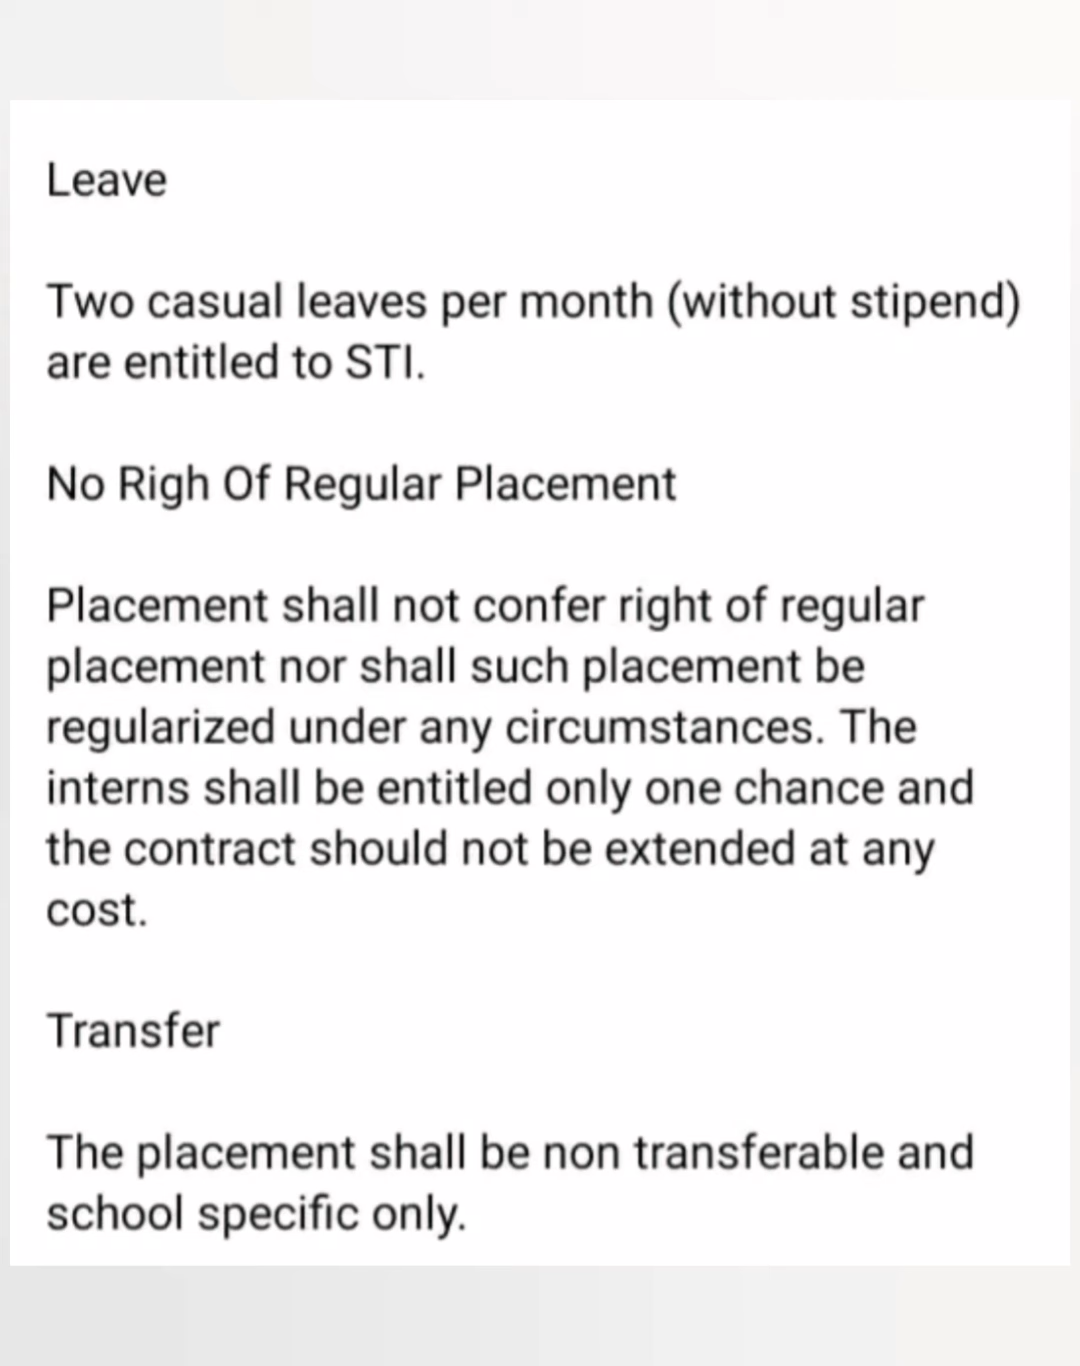 Leave
Two casual leaves per month (without stipend)
are entitled to STI.
No Righ Of Regular Placement
Placement shall not confer right of regular
placement nor shall such placement be
regularized under any circumstances. The
interns shall be entitled only one chance and
the contract should not be extended at any
cost.
Transfer
The placement shall be non transferable and
school specific only.